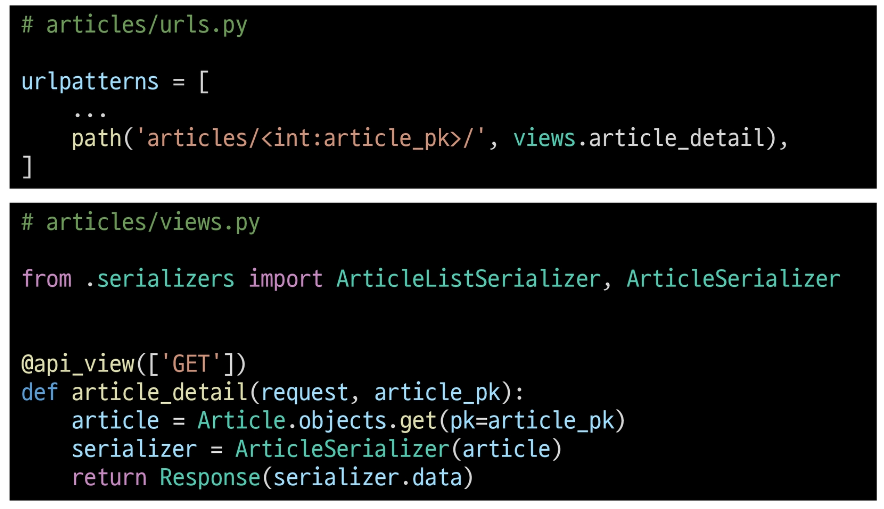 # articles/urls.py
urlpatterns = [
    ...
    path('articles/<int:article_pk>/', views.article_detail),
]
# articles/views.py
from .serializers import ArticleListSerializer, ArticleSerializer
@api_view(['GET'])
def article_detail(request, article_pk):
    article = Article.objects.get(pk=article_pk)
    serializer = ArticleSerializer(article)
    return Response(serializer.data)